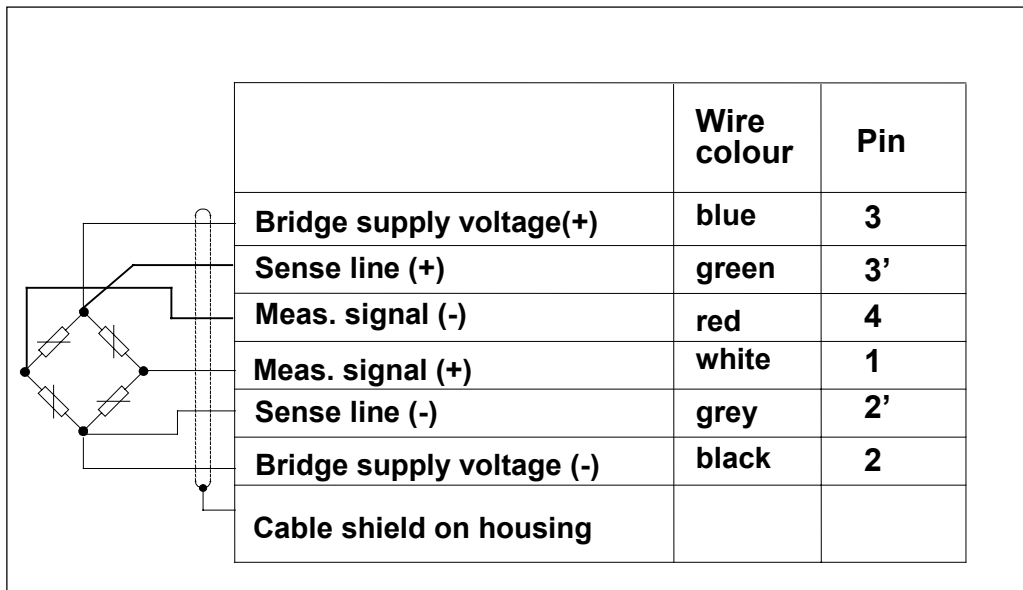 Wire colour Pin
Bridge supply voltage(+) blue 3
Sense line (+) green 3’
Meas. signal (-) red 4
Meas. signal (+) white 1
Sense line (-) grey 2’
Bridge supply voltage (-) black 2
Cable shield on housing